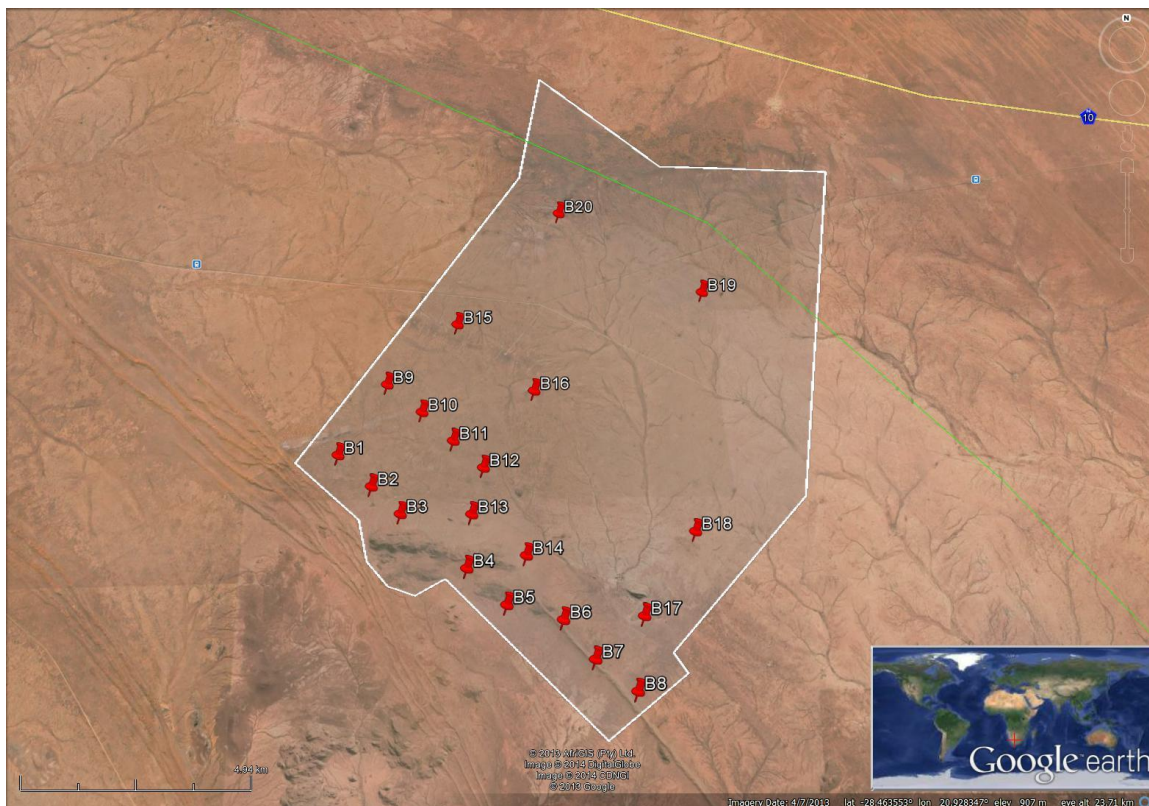 N
10
B20
B19
B15
B9
B16
B10
B11
B1
B12
B2
B3
B13
B18
B14
B4
B5
B6
B17
B7
B8
4.94 km
© 2013 AfriGIS (Pty) Ltd.
Image © 2014 DigitalGlobe
Image © 2014 CDNGI
© 2013 Google
Google earth
Imagery Date: 4/7/2013 lat -28.463553° lon 20.928347° elev 907 m eye alt 23.71 km